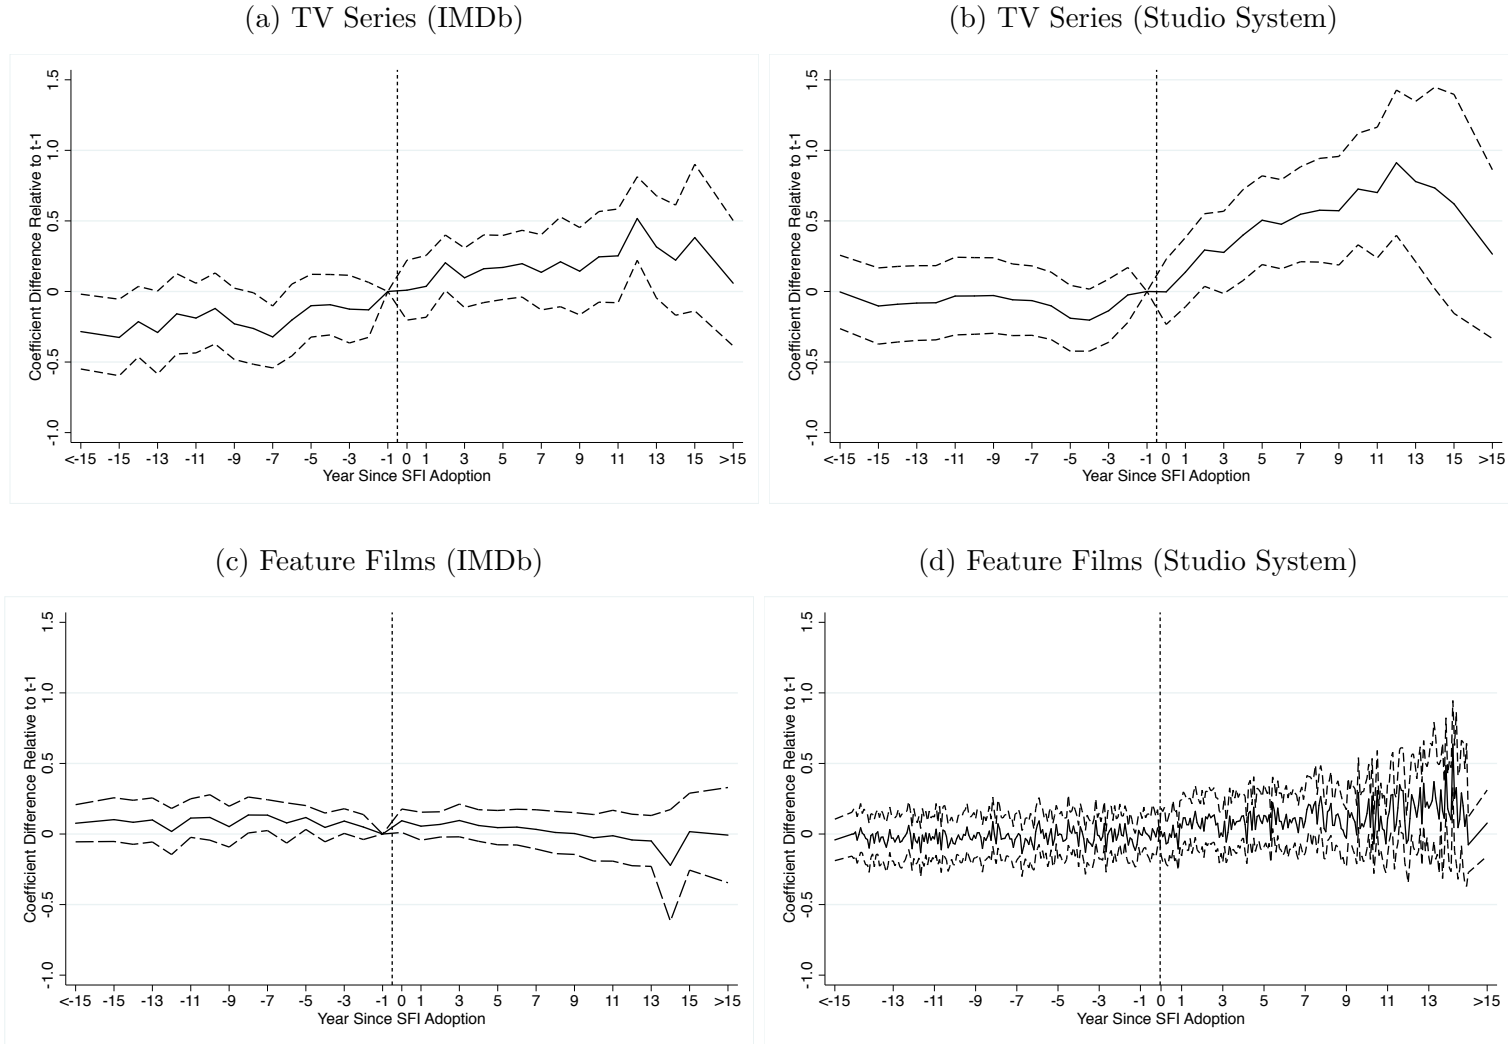 (a) TV Series (IMDb)
Coefficient Difference Relative to t-1
1.5
1.0
0.5
0
-0.5
-1.0
<-15 -15 -13 -11 -9 -7 -5 -3 -1 0 1 3 5 7 9 11 13 15 >15
Year Since SFI Adoption
(b) TV Series (Studio System)
Coefficient Difference Relative to t-1
1.5
1.0
0.5
0
-0.5
-1.0
<-15 -15 -13 -11 -9 -7 -5 -3 -1 0 1 3 5 7 9 11 13 15 >15
Year Since SFI Adoption
(c) Feature Films (IMDb)
Coefficient Difference Relative to t-1
1.5
1.0
0.5
0
-0.5
-1.0
<-15 -15 -13 -11 -9 -7 -5 -3 -1 0 1 3 5 7 9 11 13 15 >15
Year Since SFI Adoption
(d) Feature Films (Studio System)
Coefficient Difference Relative to t-1
1.5
1.0
0.5
0
-0.5
-1.0
<-15 -13 -11 -9 -7 -5 -3 -1 0 1 3 5 7 9 11 13 >15
Year Since SFI Adoption